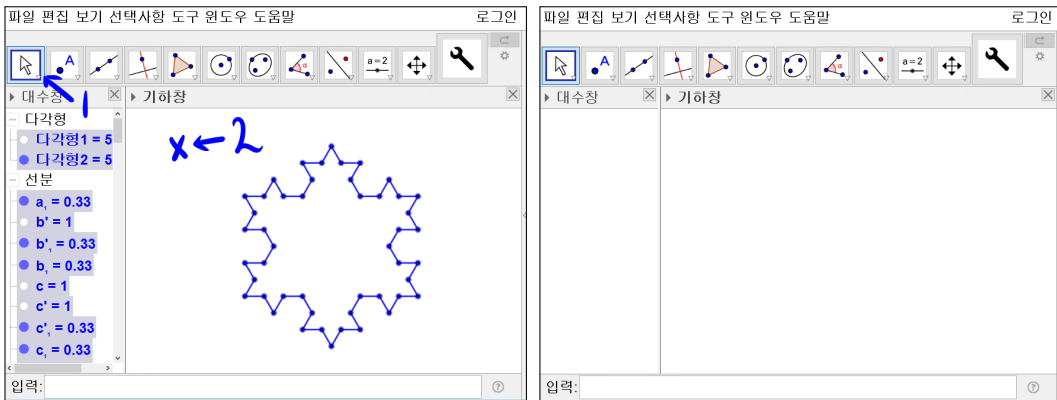 파일 편집 보기 선택사항 도구 윈도우 도움말 로그인
A α a=2
대수창 기하창
1
다각형
다각형1 = 5
다각형2 = 5
x←2
선분
a₁ = 0.33
b' = 1
b'₁ = 0.33
b₁ = 0.33
c = 1
c' = 1
c'₁ = 0.33
c₁ = 0.33
입력:
파일 편집 보기 선택사항 도구 윈도우 도움말 로그인
A α a=2
대수창 기하창
입력: